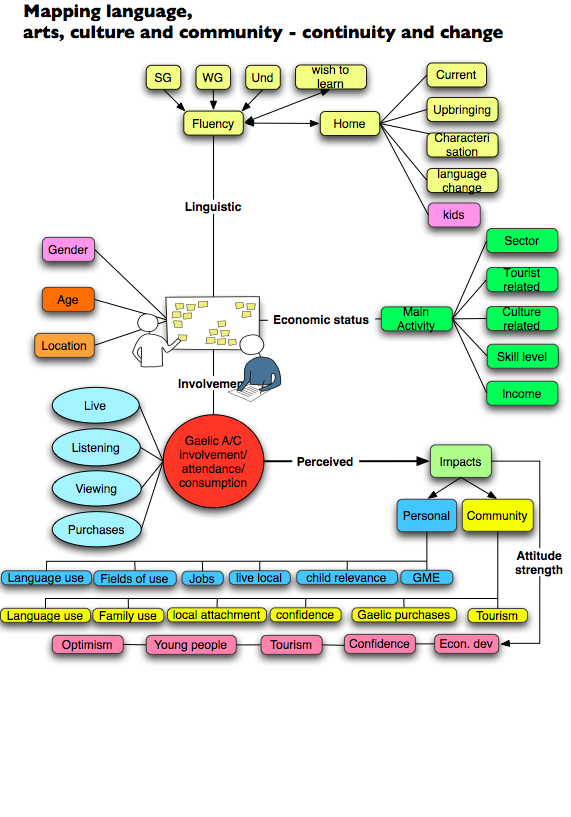 Mapping language,
arts, culture and community - continuity and change
SG
WG
Und
wish to
learn
Fluency
Home
Current
Upbringing
Characteri
sation
language
change
kids
Linguistic
Gender
Age
Location
Economic status
Main
Activity
Sector
Tourist
related
Culture
related
Skill level
Income
Involvemen
Live
Listening
Viewing
Purchases
Gaelic A/C
involvement/
attendance/
consumption
Perceived
Impacts
Personal
Community
Attitude
strength
Language use
Fields of use
Jobs
live local
child relevance
GME
Language use
Family use
local attachment
confidence
Gaelic purchases
Tourism
Optimism
Young people
Tourism
Confidence
Econ. dev